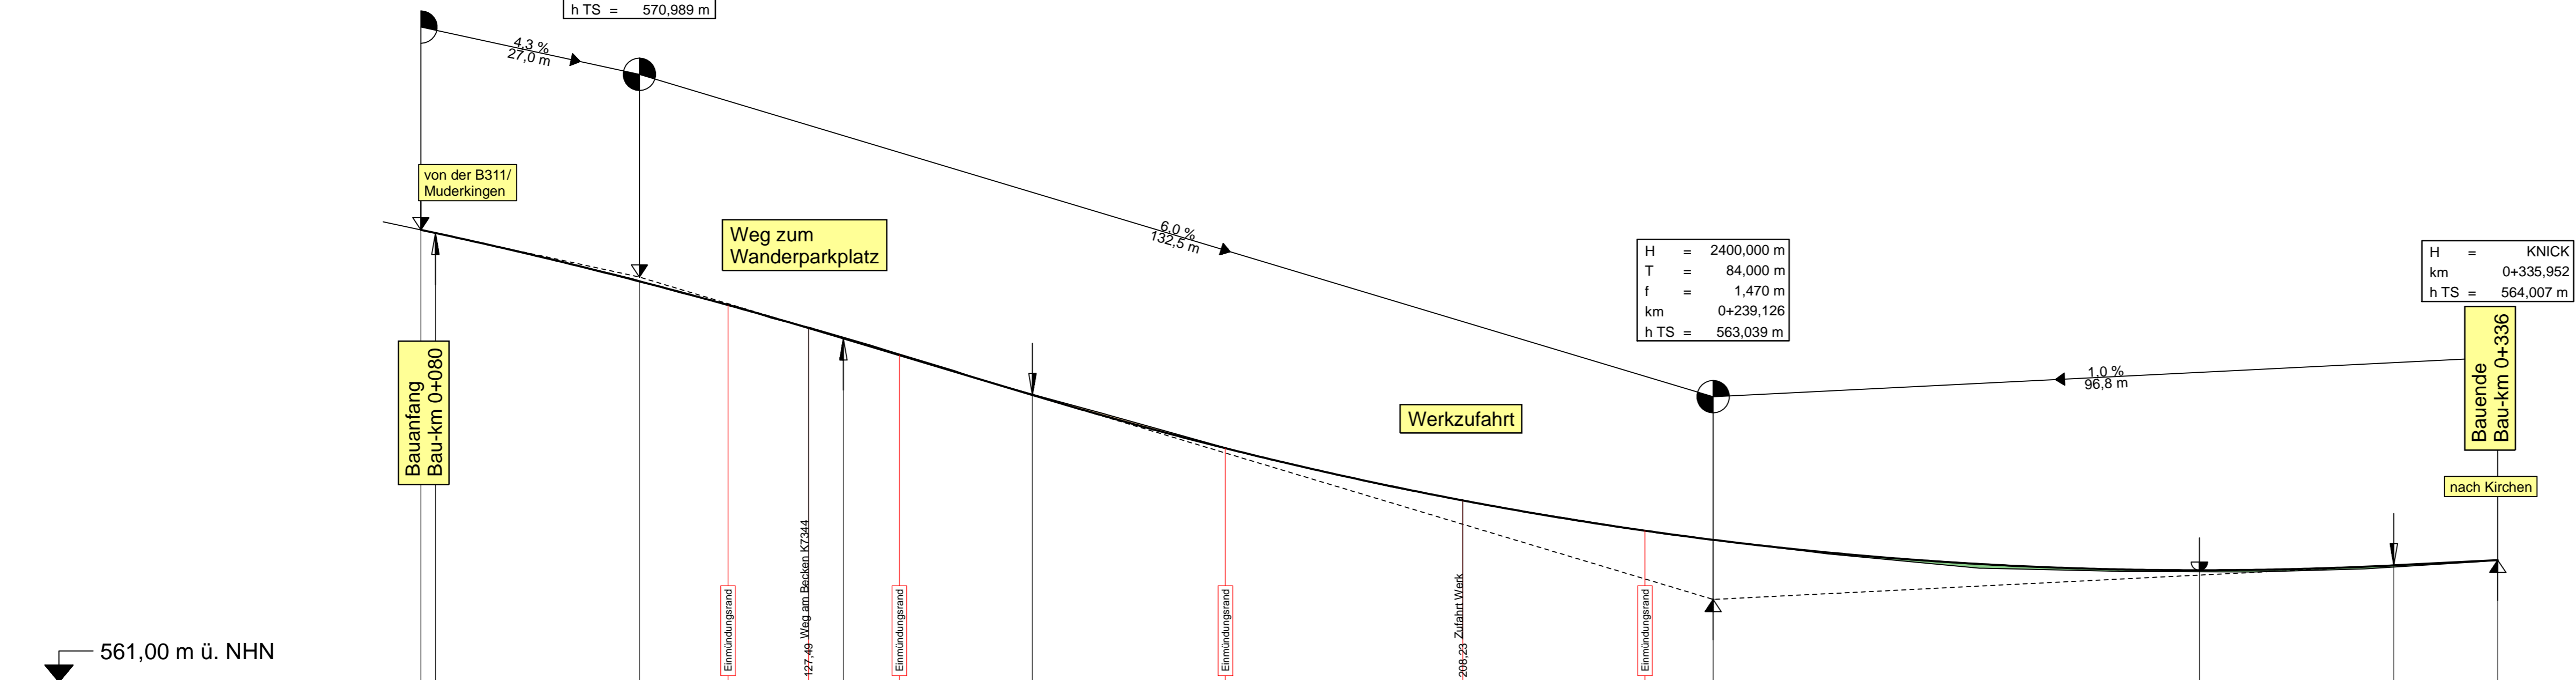 h TS = 570,989 m
4,3 %
27,0 m
von der B311/
Muderkingen
Weg zum
Wanderparkplatz
6,0 %
132,5 m
H = 2400,000 m
T = 84,000 m
f = 1,470 m
km 0+239,126
h TS = 563,039 m
H = KNICK
km 0+335,952
h TS = 564,007 m
1,0 %
96,8 m
Bauanfang
Bau-km 0+080
Werkzufahrt
Bauende
Bau-km 0+336
nach Kirchen
Einmündungsrand
127,49 Weg am Becken K7344
Einmündungsrand
Einmündungsrand
208,23 Zufahrt Werk
Einmündungsrand
561,00 m ü. NHN